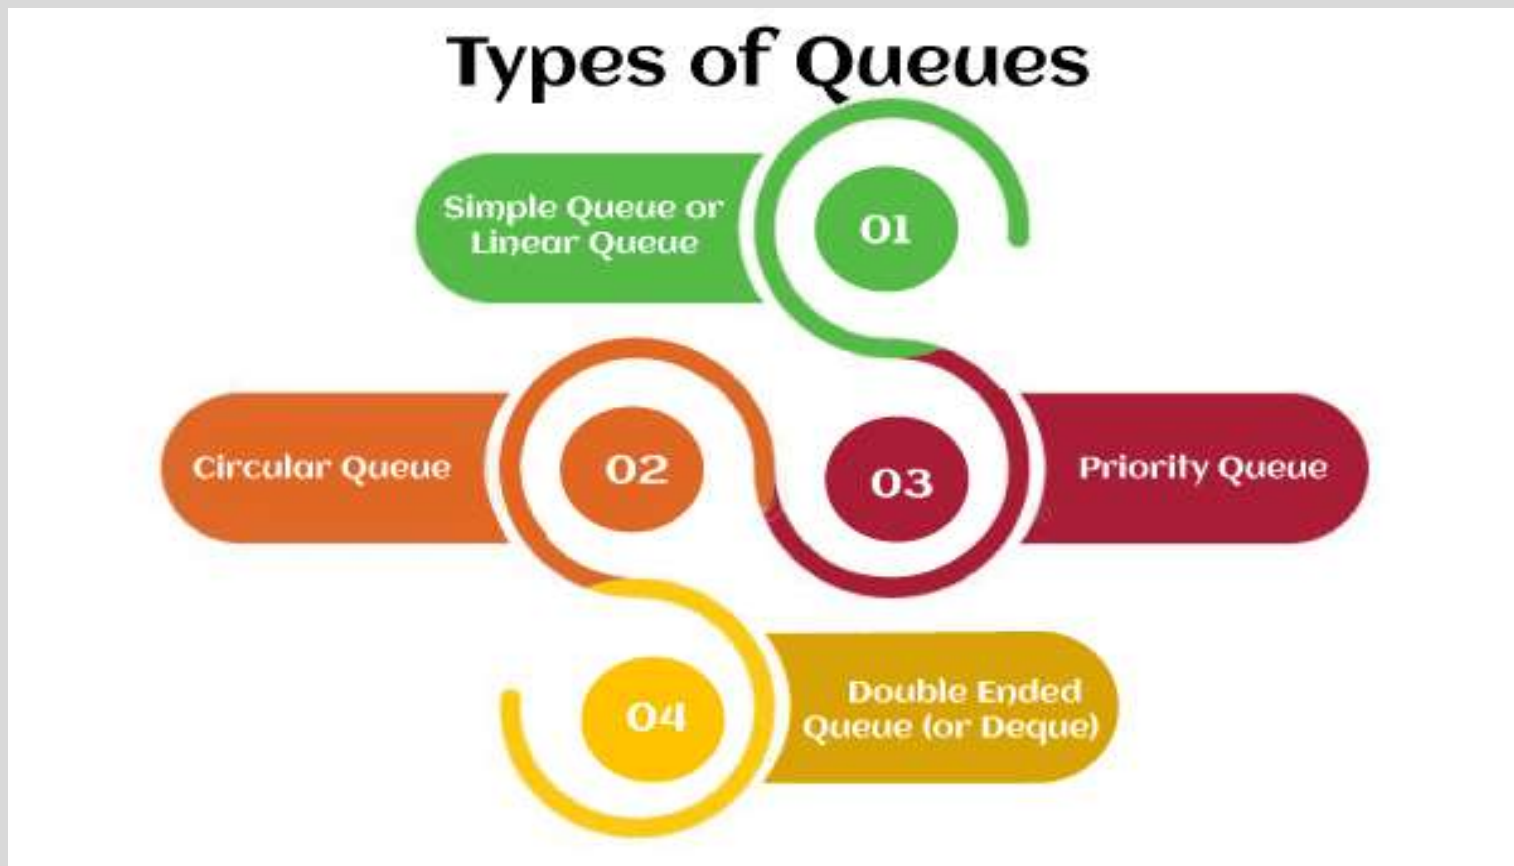 Types of Queues
Simple Queue or
Linear Queue
01
Circular Queue
02
03
Priority Queue
04
Double Ended
Queue (or Deque)